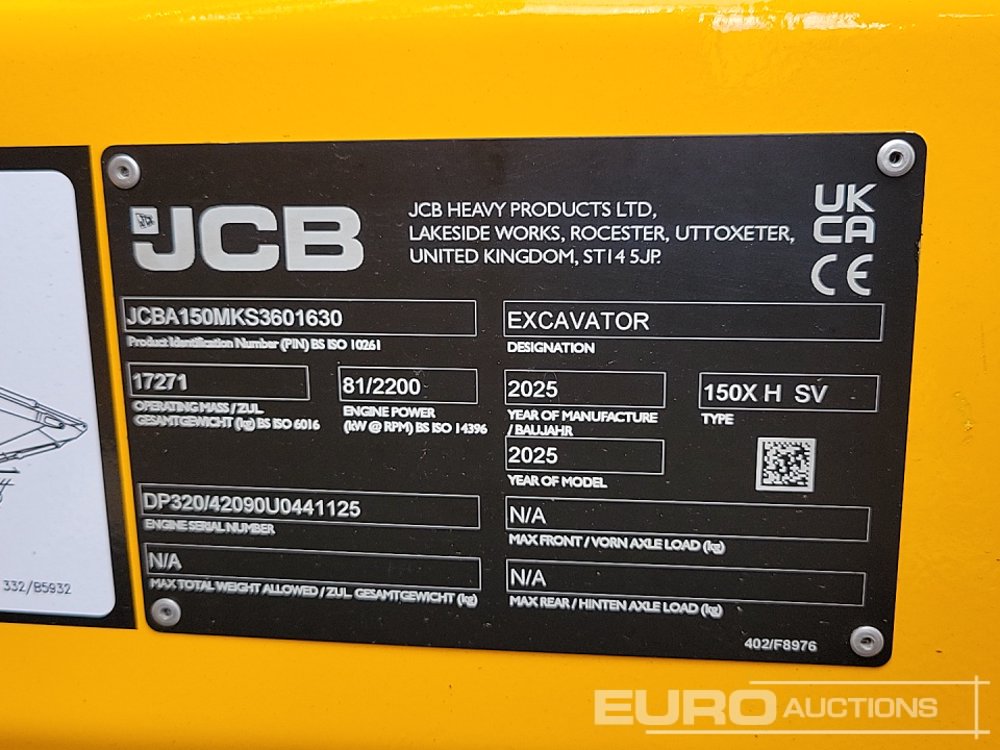 JCB
JCB HEAVY PRODUCTS LTD,
LAKESIDE WORKS, ROCESTER, UTTOXETER,
UNITED KINGDOM, ST14 5JP.
UK
CA
CE
JCBA150MKS3601630
Product Identification Number (PIN) BS ISO 10261
EXCAVATOR
DESIGNATION
17271
OPERATING MASS / ZUL
GESAMTGEWICHT (kg) BS ISO 6016
81/2200
ENGINE POWER
(kW @ RPM) BS ISO 14396
2025
YEAR OF MANUFACTURE
/ BAUJAHR
150X H SV
TYPE
2025
YEAR OF MODEL
DP320/42090U0441125
ENGINE SERIAL NUMBER
N/A
MAX FRONT / VORN AXLE LOAD (kg)
N/A
MAX TOTAL WEIGHT ALLOWED / ZUL GESAMTGEWICHT (kg)
N/A
MAX REAR / HINTEN AXLE LOAD (kg)
402/F8976
332/B5932
EURO AUCTIONS